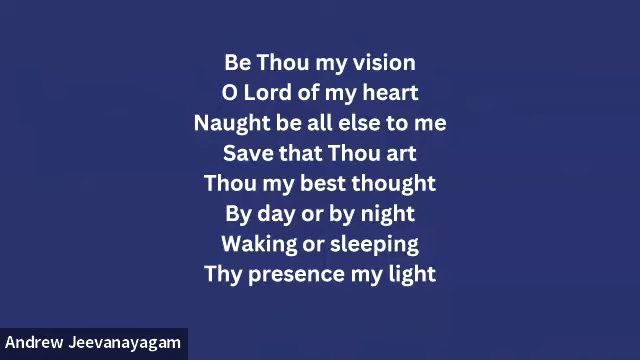 Be Thou my vision
O Lord of my heart
Naught be all else to me
Save that Thou art
Thou my best thought
By day or by night
Waking or sleeping
Thy presence my light
Andrew Jeevanayagam